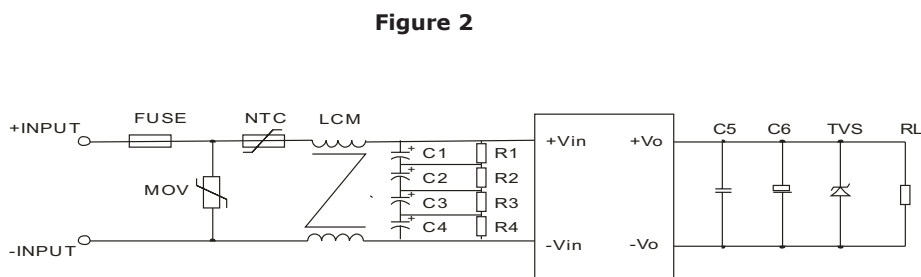 Figure 2
FUSE NTC LCM
+INPUT
MOV
-INPUT
C1 R1
C2 R2
C3 R3
C4 R4
+Vin +Vo
-Vin -Vo
C5 C6 TVS RL